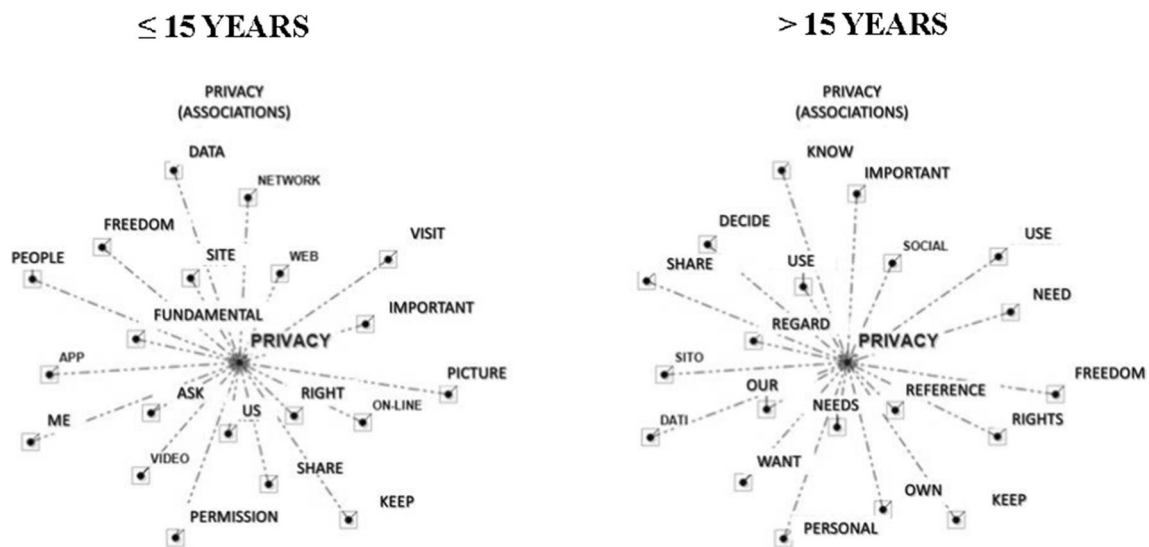 ≤ 15 YEARS
PRIVACY
(ASSOCIATIONS)
DATA
NETWORK
FREEDOM
VISIT
PEOPLE
SITE
WEB
FUNDAMENTAL
IMPORTANT
PRIVACY
APP
PICTURE
ASK
RIGHT
ON-LINE
ME
US
VIDEO
SHARE
KEEP
PERMISSION
> 15 YEARS
PRIVACY
(ASSOCIATIONS)
KNOW
IMPORTANT
DECIDE
USE
SOCIAL
SHARE
USE
NEED
REGARD
PRIVACY
SITO
FREEDOM
OUR
REFERENCE
NEEDS
RIGHTS
DATI
WANT
OWN
KEEP
PERSONAL